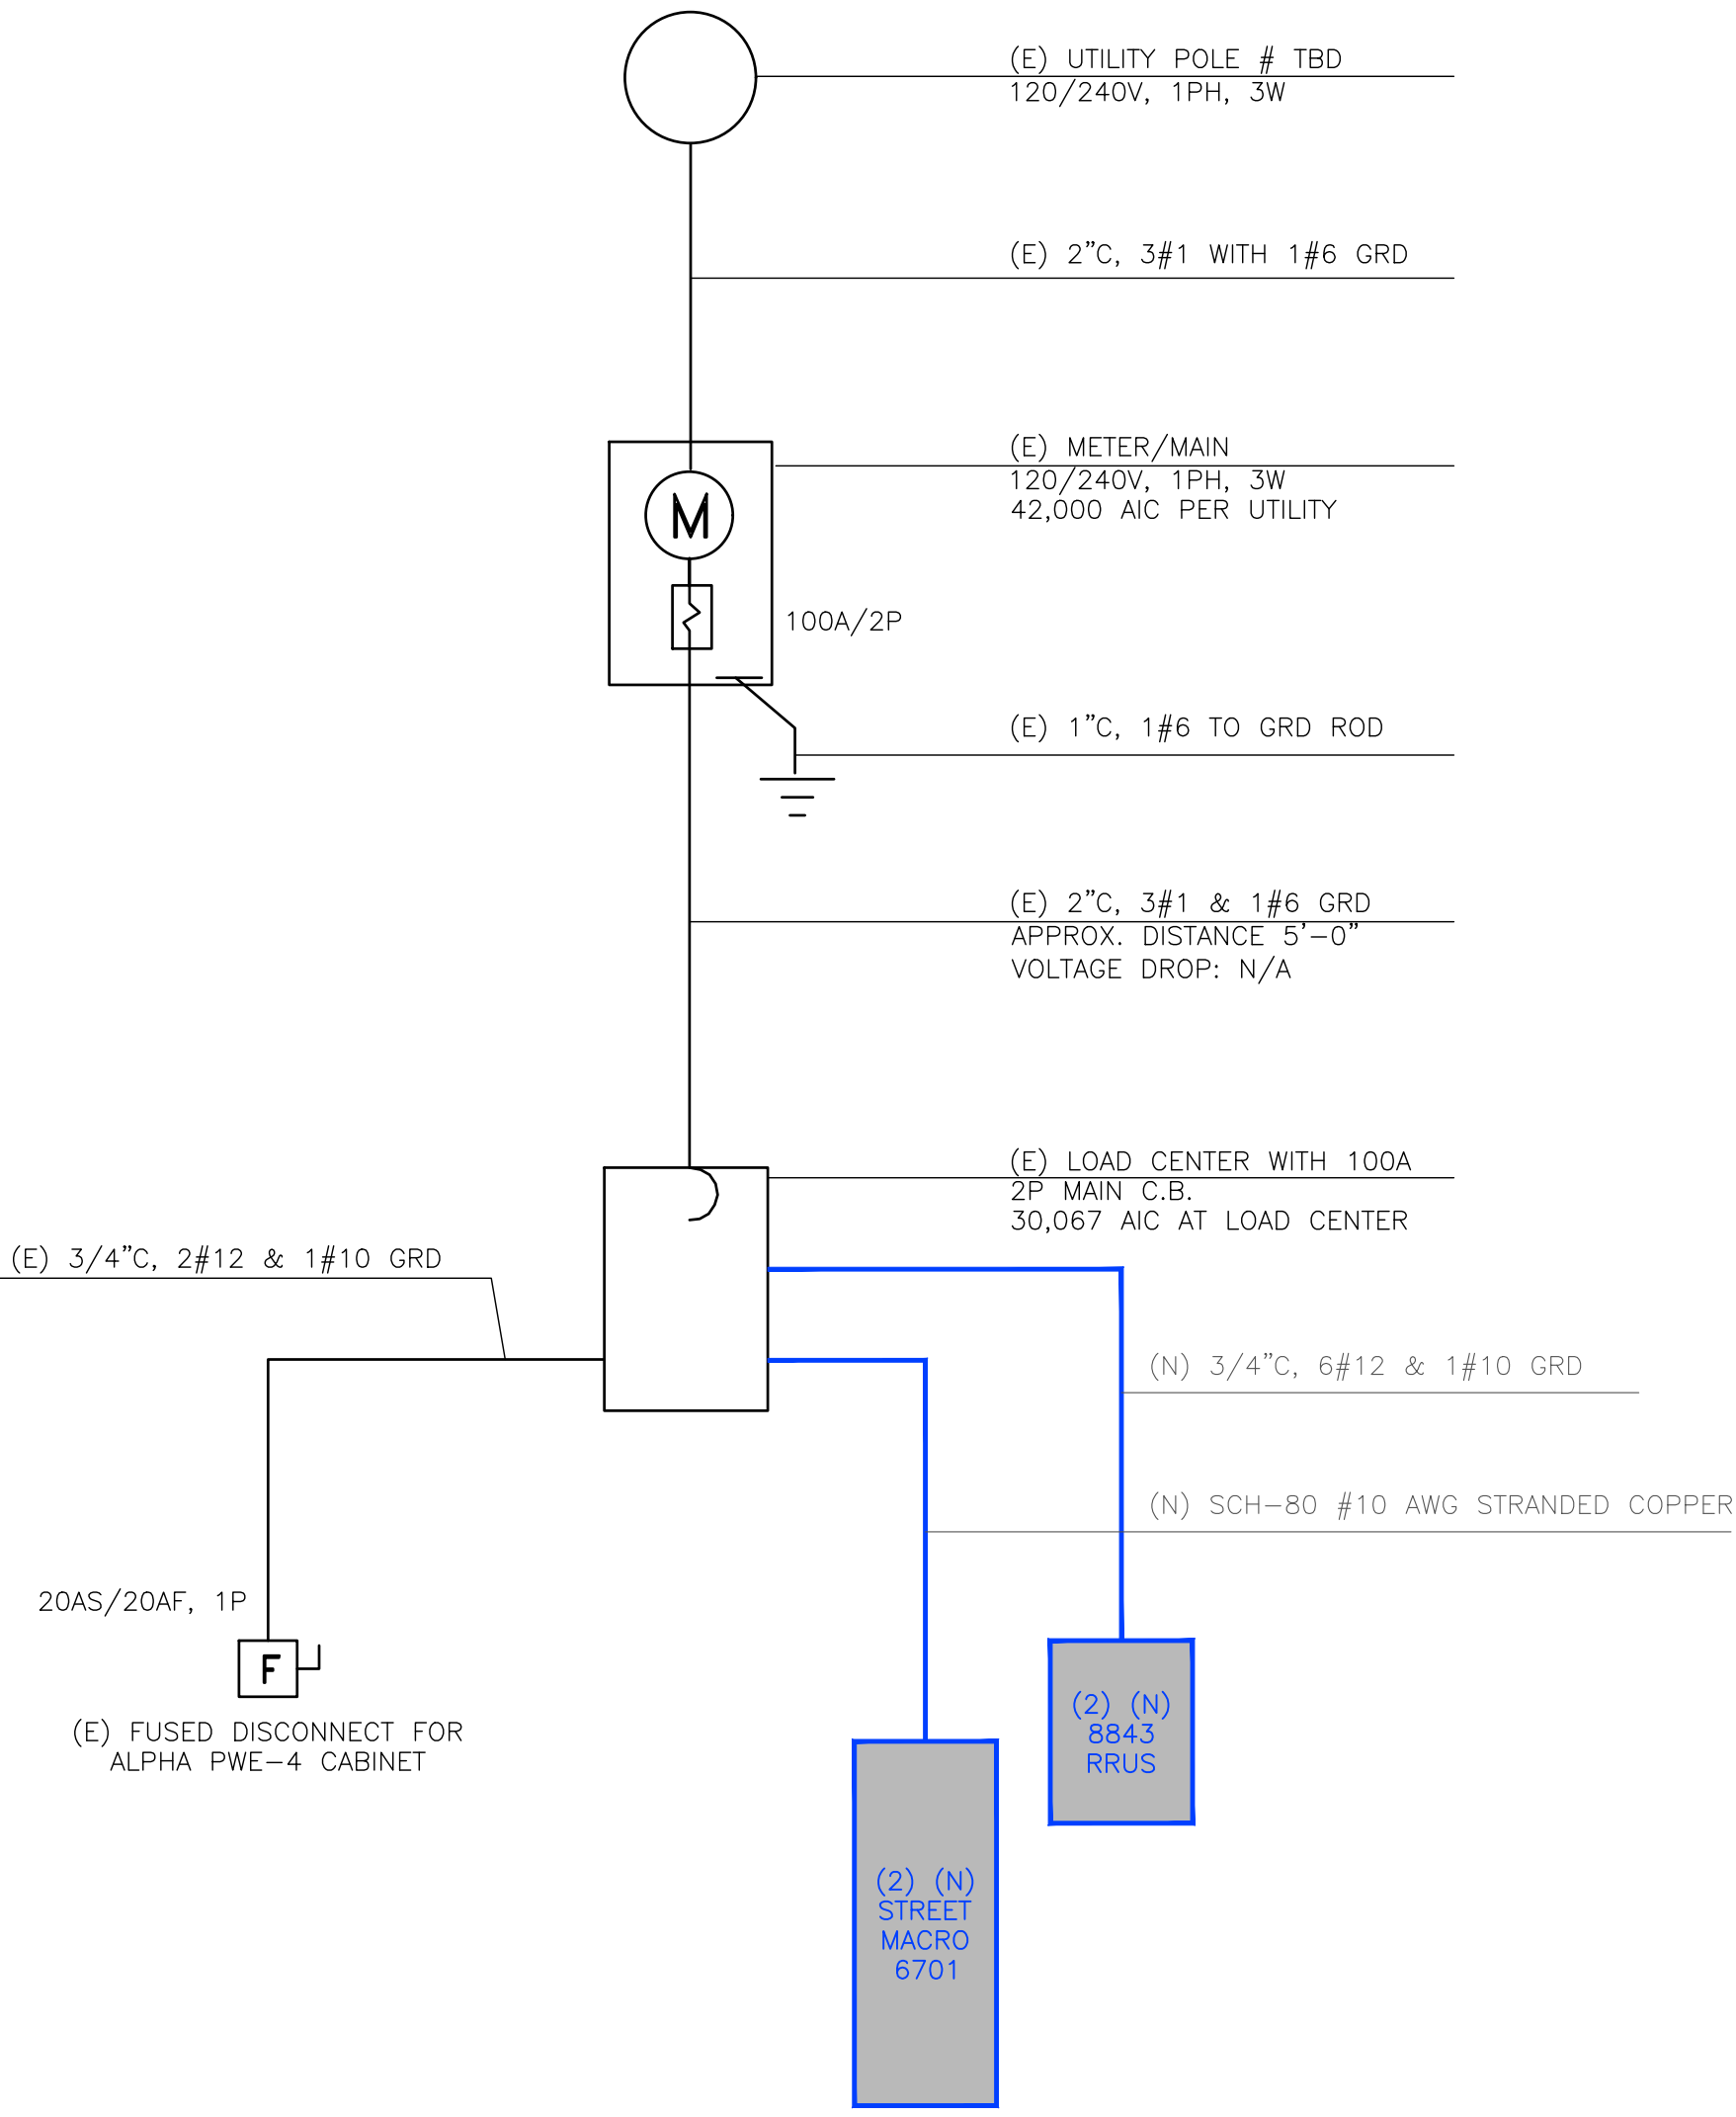 (E) UTILITY POLE # TBD
120/240V, 1PH, 3W
(E) 2"C, 3#1 WITH 1#6 GRD
(E) METER/MAIN
120/240V, 1PH, 3W
42,000 AIC PER UTILITY
M
100A/2P
(E) 1"C, 1#6 TO GRD ROD
(E) 2"C, 3#1 & 1#6 GRD
APPROX. DISTANCE 5'-0"
VOLTAGE DROP: N/A
(E) LOAD CENTER WITH 100A
2P MAIN C.B.
30,067 AIC AT LOAD CENTER
(E) 3/4"C, 2#12 & 1#10 GRD
(N) 3/4"C, 6#12 & 1#10 GRD
(N) SCH-80 #10 AWG STRANDED COPPER
20AS/20AF, 1P
F
(E) FUSED DISCONNECT FOR
ALPHA PWE-4 CABINET
(2) (N)
8843
RRUS
(2) (N)
STREET
MACRO
6701